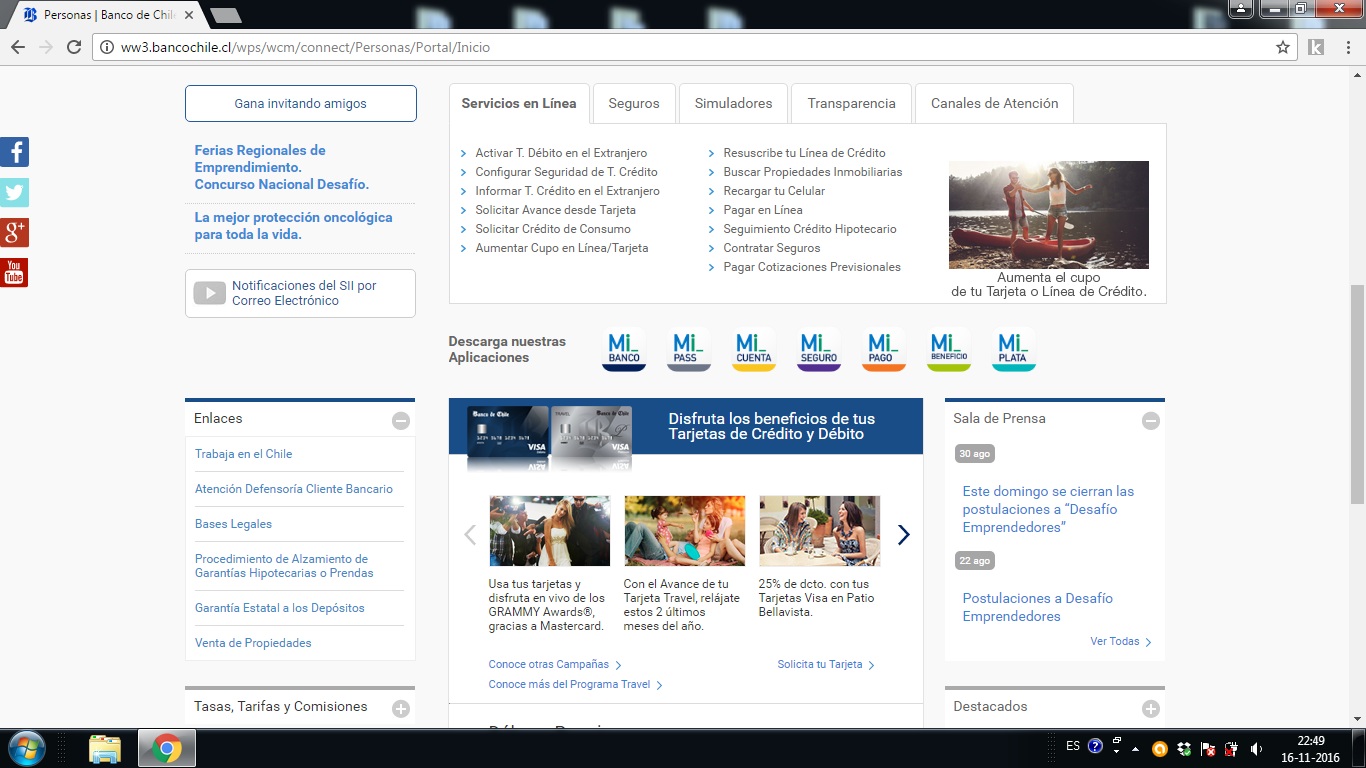 Personas | Banco de Chil
ww3.bancochile.cl/wps/wcm/connect/Personas/Portal/Inicio
Gana invitando amigos
Ferias Regionales de
Emprendimiento.
Concurso Nacional Desafío.
La mejor protección oncológica
para toda la vida.
Notificaciones del SII por
Correo Electrónico
You
Tube
Servicios en Línea
Seguros
Simuladores
Transparencia
Canales de Atención
Activar T. Débito en el Extranjero
Configurar Seguridad de T. Crédito
Informar T. Crédito en el Extranjero
Solicitar Avance desde Tarjeta
Solicitar Crédito de Consumo
Aumentar Cupo en Línea/Tarjeta
Resuscribe tu Línea de Crédito
Buscar Propiedades Inmobiliarias
Recargar tu Celular
Pagar en Línea
Seguimiento Crédito Hipotecario
Contratar Seguros
Pagar Cotizaciones Previsionales
Aumenta el cupo
de tu Tarjeta o Línea de Crédito.
Descarga nuestras
Aplicaciones
Mi_
BANCO
Mi_
PASS
Mi_
CUENTA
Mi_
SEGURO
Mi_
PAGO
Mi_
BENEFICIO
Mi_
PLATA
Enlaces
Trabaja en el Chile
Atención Defensoría Cliente Bancario
Bases Legales
Procedimiento de Alzamiento de
Garantías Hipotecarias o Prendas
Garantía Estatal a los Depósitos
Venta de Propiedades
Tasas, Tarifas y Comisiones
Banco de Chile
VISA
TRAVEL
Banco de Chile
VISA
Disfruta los beneficios de tus
Tarjetas de Crédito y Débito
Usa tus tarjetas y
disfruta en vivo de los
GRAMMY Awards®,
gracias a Mastercard.
Con el Avance de tu
Tarjeta Travel, relájate
estos 2 últimos
meses del año.
25% de dcto. con tus
Tarjetas Visa en Patio
Bellavista.
Conoce otras Campañas
Solicita tu Tarjeta
Conoce más del Programa Travel
Sala de Prensa
30 ago
Este domingo se cierran las
postulaciones a “Desafío
Emprendedores”
22 ago
Postulaciones a Desafío
Emprendedores
Ver Todas
Destacados
ES
22:49
16-11-2016